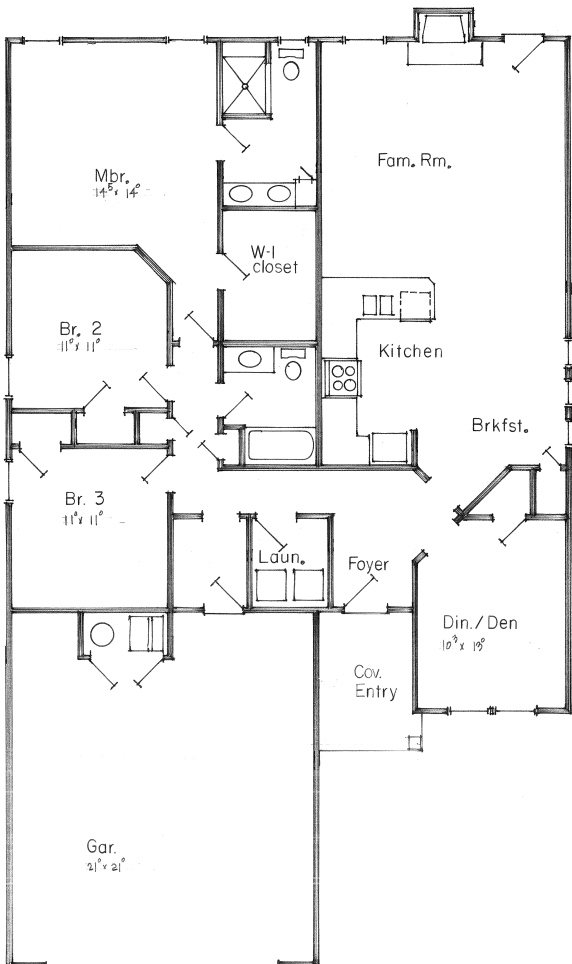 Mbr.
14⁵ x 14⁰
Fam. Rm.
W-I
closet
Br. 2
11⁰ x 11⁰
Kitchen
Brkfst.
Br. 3
11⁰ x 11⁰
Laun.
Foyer
Din./Den
10³ x 13⁰
Cov.
Entry
Gar.
21⁰ x 21⁰